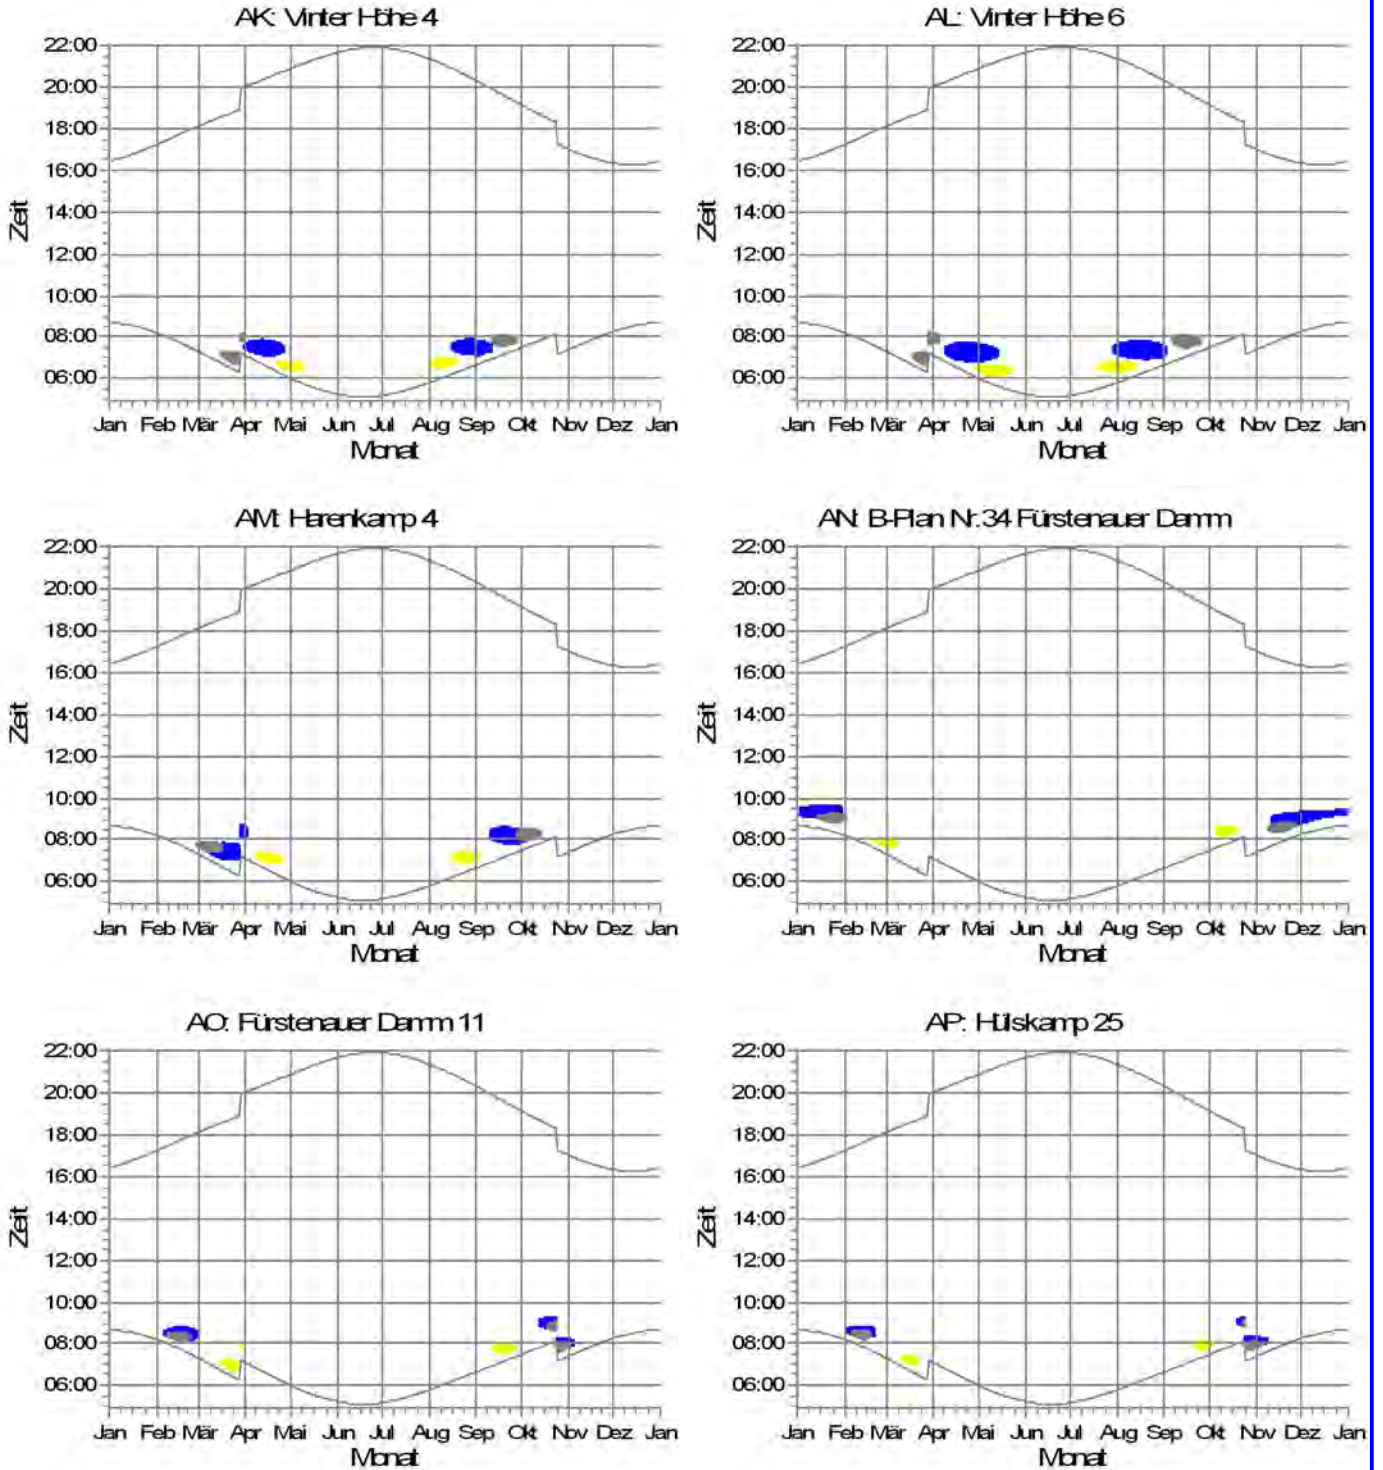 AK: Vinter Höhe 4
22:00
20:00
18:00
16:00
14:00
12:00
10:00
08:00
06:00
Zeit
Jan Feb Mär Apr Mai Jun Jul Aug Sep Okt Nov Dez Jan
Monat
AL: Vinter Höhe 6
22:00
20:00
18:00
16:00
14:00
12:00
10:00
08:00
06:00
Zeit
Jan Feb Mär Apr Mai Jun Jul Aug Sep Okt Nov Dez Jan
Monat
AM: Harenkamp 4
22:00
20:00
18:00
16:00
14:00
12:00
10:00
08:00
06:00
Zeit
Jan Feb Mär Apr Mai Jun Jul Aug Sep Okt Nov Dez Jan
Monat
AN: B-Plan Nr.34 Fürstenauer Damm
22:00
20:00
18:00
16:00
14:00
12:00
10:00
08:00
06:00
Zeit
Jan Feb Mär Apr Mai Jun Jul Aug Sep Okt Nov Dez Jan
Monat
AO: Fürstenauer Damm 11
22:00
20:00
18:00
16:00
14:00
12:00
10:00
08:00
06:00
Zeit
Jan Feb Mär Apr Mai Jun Jul Aug Sep Okt Nov Dez Jan
Monat
AP: Hülskamp 25
22:00
20:00
18:00
16:00
14:00
12:00
10:00
08:00
06:00
Zeit
Jan Feb Mär Apr Mai Jun Jul Aug Sep Okt Nov Dez Jan
Monat